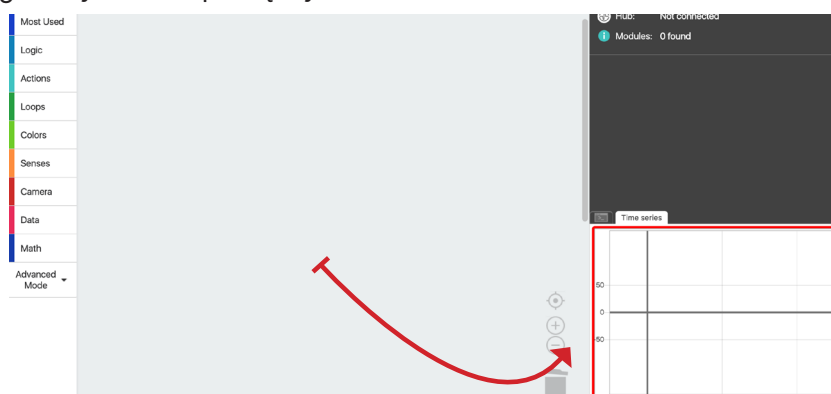 Most Used
Logic
Actions
Loops
Colors
Senses
Camera
Data
Math
Advanced
Mode
Hub: Not connected
Modules: 0 found
Time series
50
0
-50